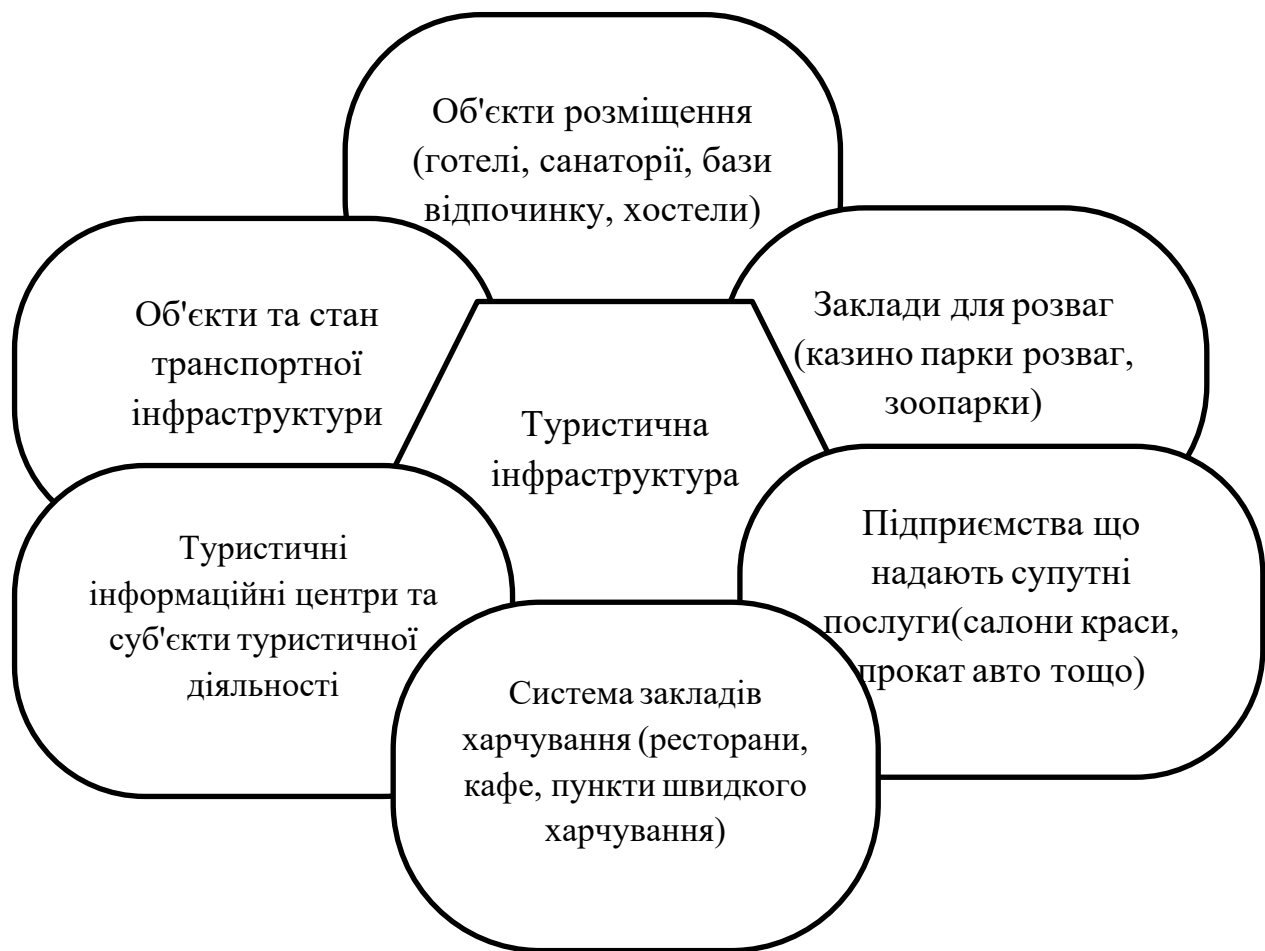 Об'єкти розміщення
(готелі, санаторії, бази
відпочинку, хостели)
Об'єкти та стан
транспортної
інфраструктури
Заклади для розваг
(казино парки розваг,
зоопарки)
Туристична
інфраструктура
Туристичні
інформаційні центри та
суб'єкти туристичної
діяльності
Підприємства що
надають супутні
послуги(салони краси,
прокат авто тощо)
Система закладів
харчування (ресторани,
кафе, пункти швидкого
харчування)